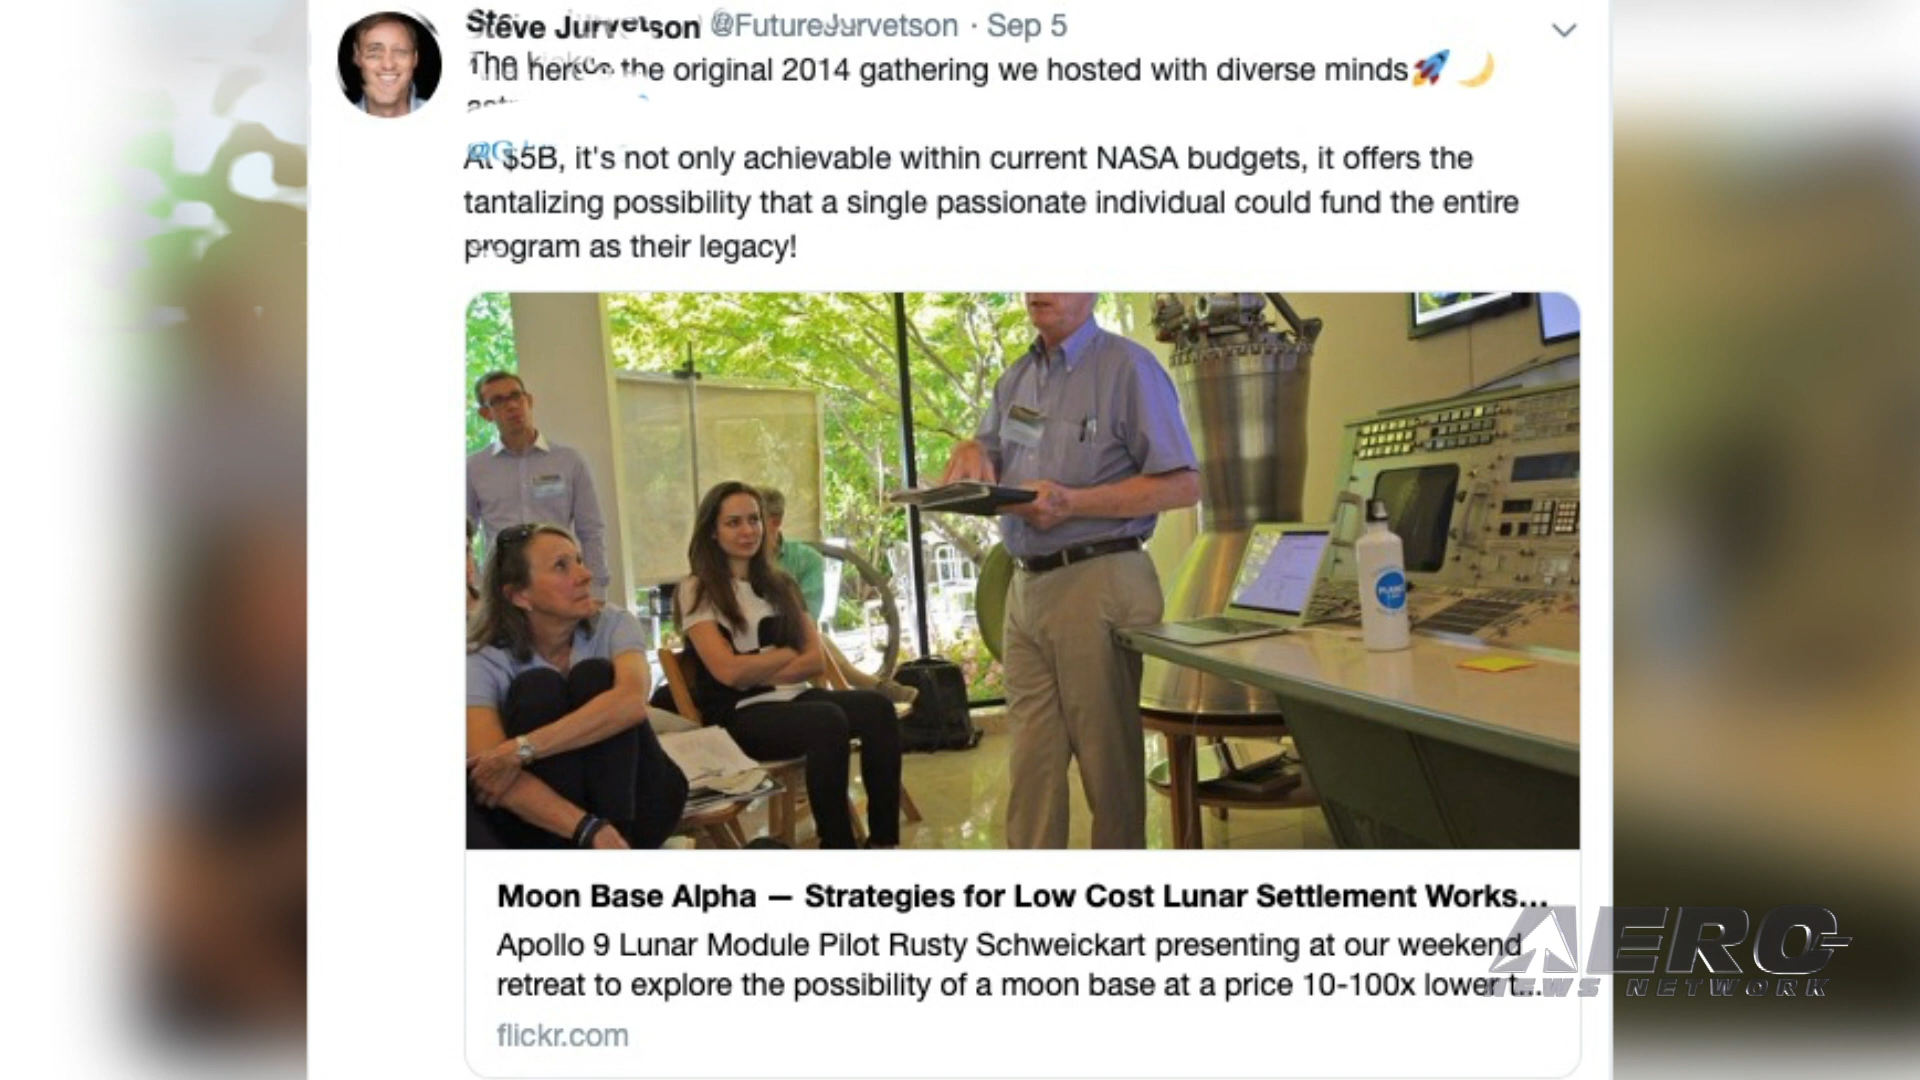 Steve Jurvetson @FutureJurvetson · Sep 5
the original 2014 gathering we hosted with diverse minds🚀🌙
At $5B, it's not only achievable within current NASA budgets, it offers the
tantalizing possibility that a single passionate individual could fund the entire
program as their legacy!
Moon Base Alpha — Strategies for Low Cost Lunar Settlement Works...
Apollo 9 Lunar Module Pilot Rusty Schweickart presenting at our weekend
retreat to explore the possibility of a moon base at a price 10-100x lower t...
flickr.com
AERO
NEWS NETWORK